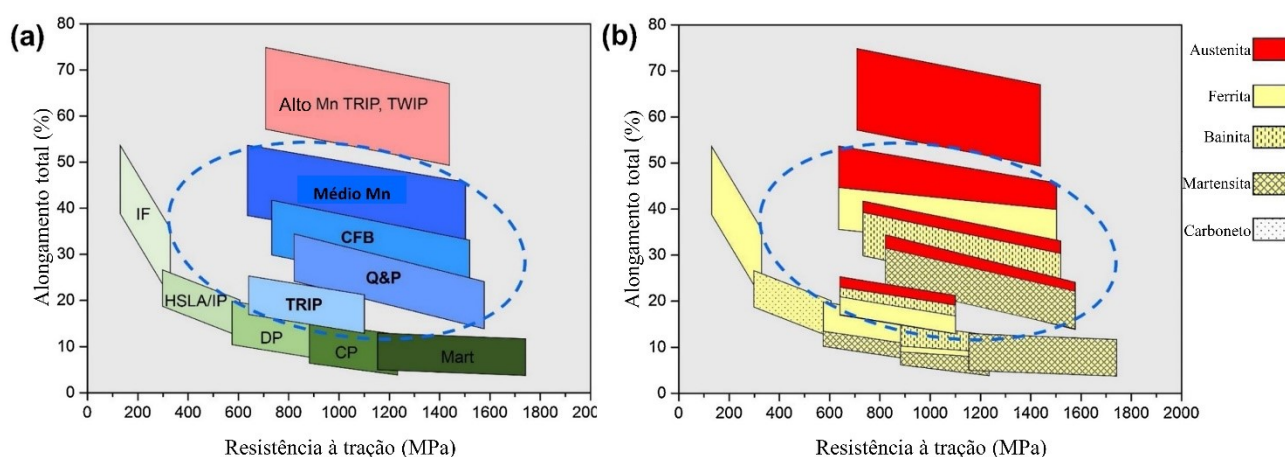 (a)
Alongamento total (%)
80
70
60
50
40
30
20
10
0
Alto Mn TRIP, TWIP
Médio Mn
CFB
Q&P
TRIP
IF
HSLA/IP
DP
CP
Mart
0 200 400 600 800 1000 1200 1400 1600 1800 2000
Resistência à tração (MPa)
(b)
Alongamento total (%)
80
70
60
50
40
30
20
10
0
0 200 400 600 800 1000 1200 1400 1600 1800 2000
Resistência à tração (MPa)
Austenita
Ferrita
Bainita
Martensita
Carboneto